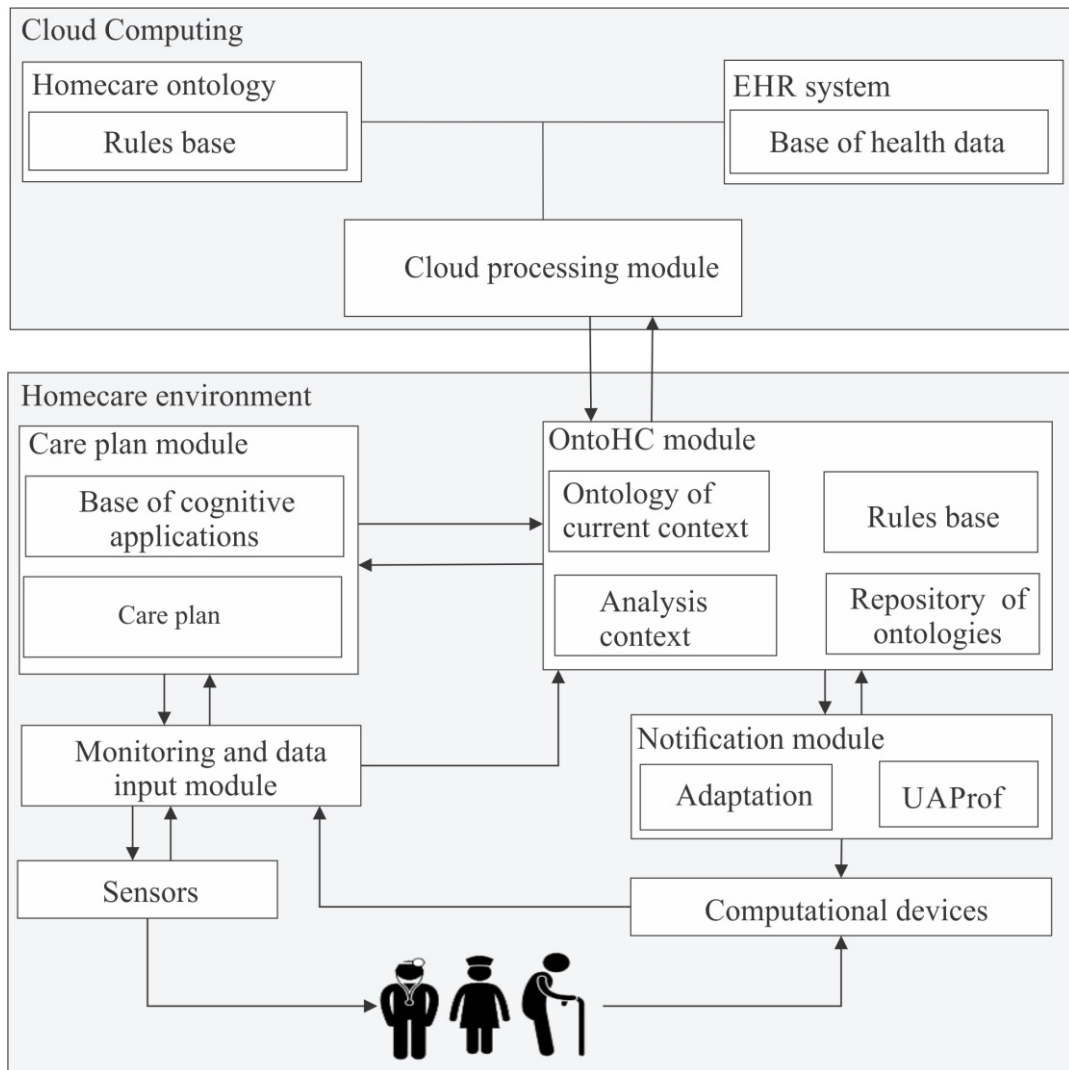 Cloud Computing
Homecare ontology
Rules base
EHR system
Base of health data
Cloud processing module
Homecare environment
Care plan module
Base of cognitive
applications
Care plan
OntoHC module
Ontology of
current context
Rules base
Analysis
context
Repository of
ontologies
Monitoring and data
input module
Notification module
Adaptation
UAProf
Sensors
Computational devices